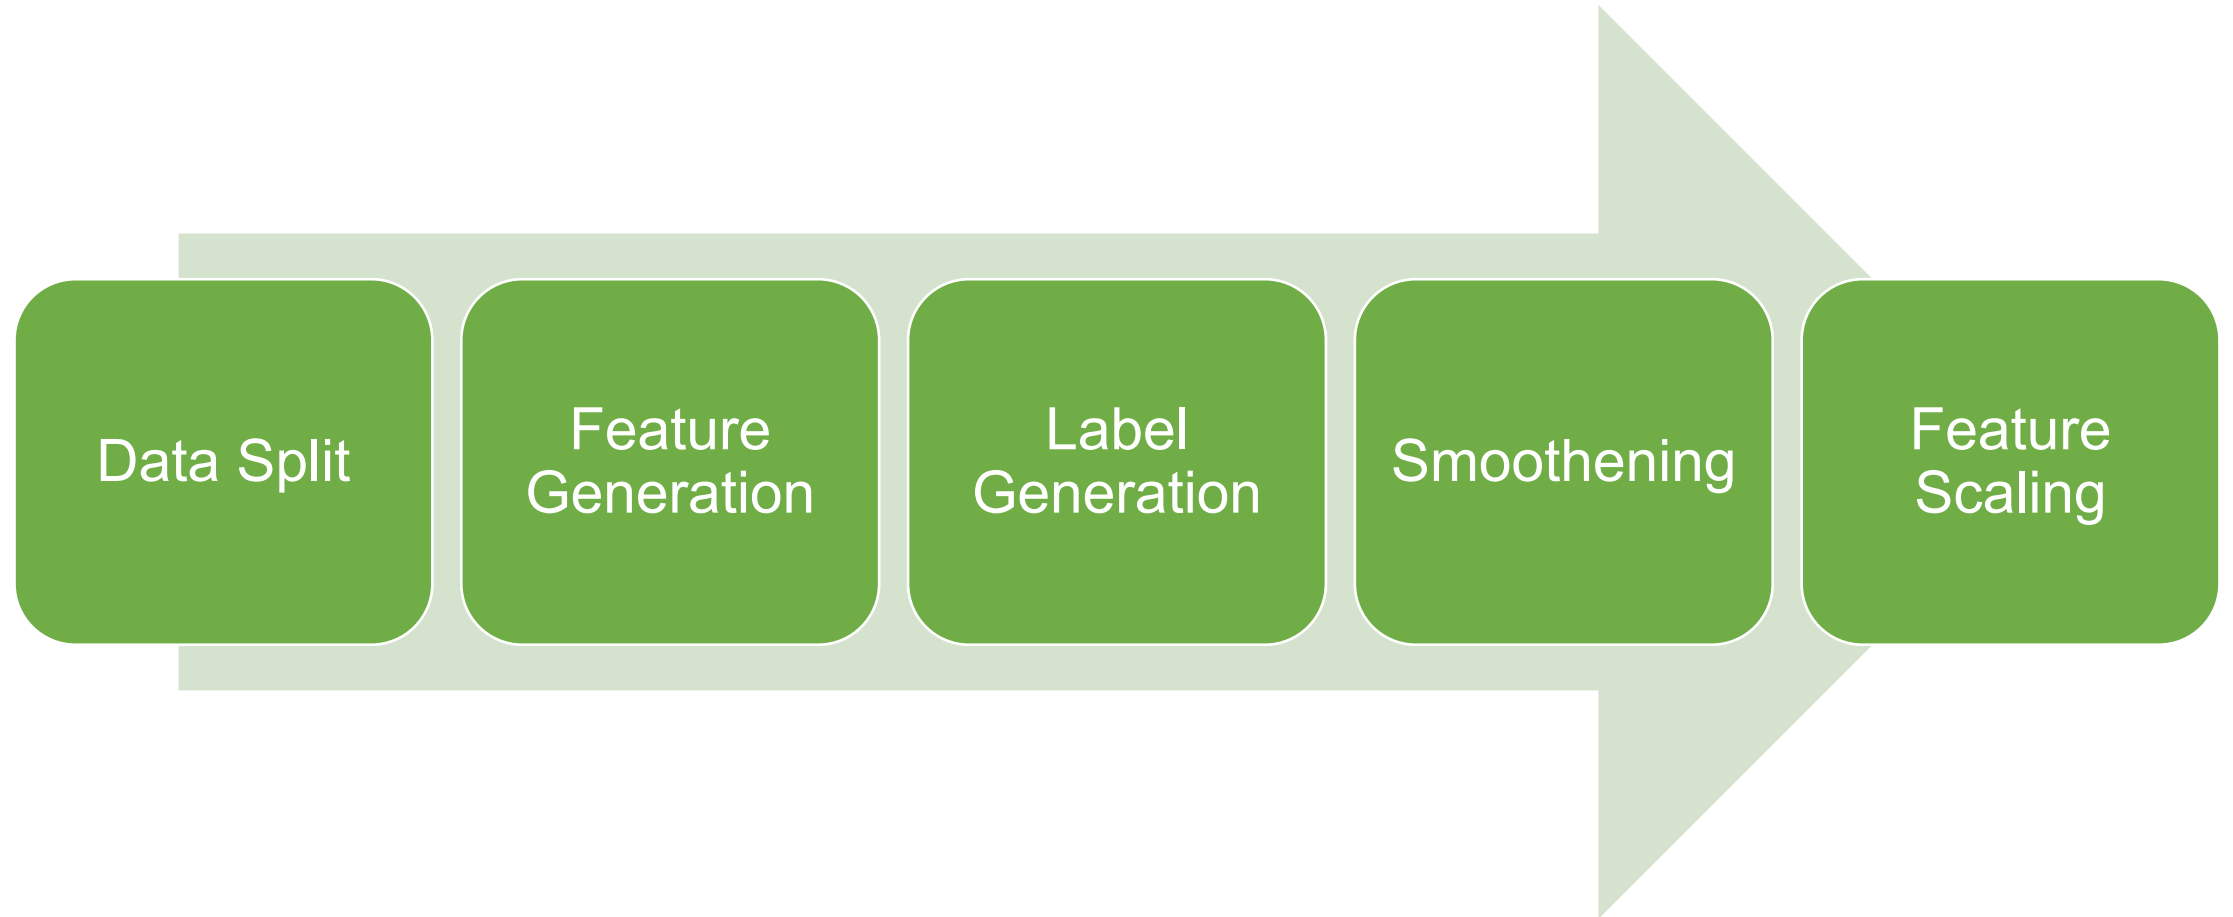 Data Split
Feature
Generation
Label
Generation
Smoothening
Feature
Scaling